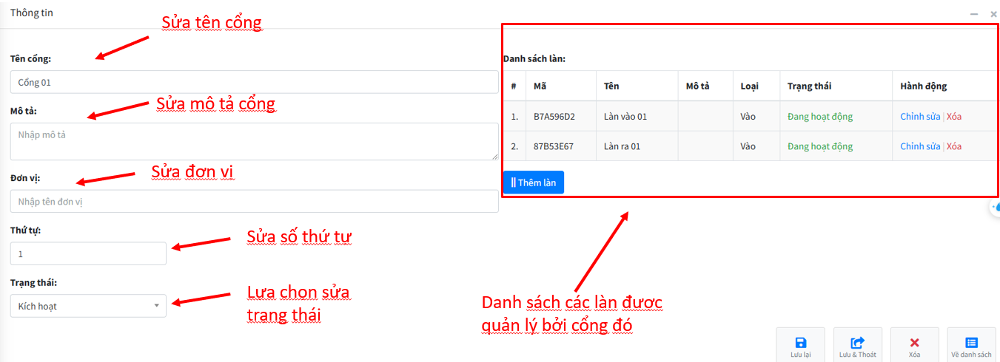 Thông tin
Sửa tên cổng
Tên cổng:
Cổng 01
Sửa mô tả cổng
Mô tả:
Nhập mô tả
Sửa đơn vi
Đơn vị:
Nhập tên đơn vị
Thứ tự:
Sửa số thứ tự
1
Trạng thái:
Lựa chọn sửa
trạng thái
Kích hoạt
Danh sách làn:
# Mã Tên Mô tả Loại Trạng thái Hành động
1. B7A596D2 Làn vào 01 Vào Đang hoạt động Chỉnh sửa | Xóa
2. 87B53E67 Làn ra 01 Vào Đang hoạt động Chỉnh sửa | Xóa
Thêm làn
Danh sách các làn được
quản lý bởi cổng đó
Lưu lại Lưu & Thoát Xóa Về danh sách